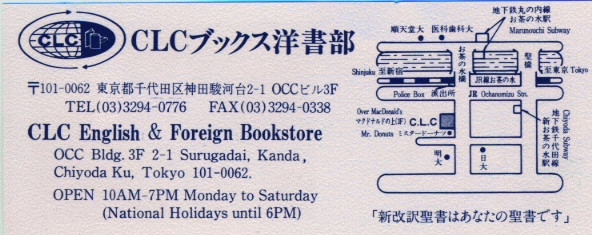 CLC
CLCブックス洋書部
〒101-0062 東京都千代田区神田駿河台2-1 OCCビル3F
TEL(03)3294-0776 FAX(03)3294-0338
CLC English & Foreign Bookstore
OCC Bldg. 3F 2-1 Surugadai, Kanda,
Chiyoda Ku, Tokyo 101-0062.
OPEN 10AM-7PM Monday to Saturday
(National Holidays until 6PM)
地下鉄丸の内線
お茶の水駅
Marunouchi Subway
順天堂大 医科歯科大
お茶の水橋
聖橋
Shinjuku 至新宿
至東京 Tokyo
JR線お茶の水
Police Box 派出所
JR Ochanomizu Stn.
Over MacDonald's
マクドナルドの上(3F)
C.L.C
Mr. Donuts ミスタードーナツ
明大
日大
Chiyoda Subway
地下鉄千代田線
新お茶の水駅
「新改訳聖書はあなたの聖書です」